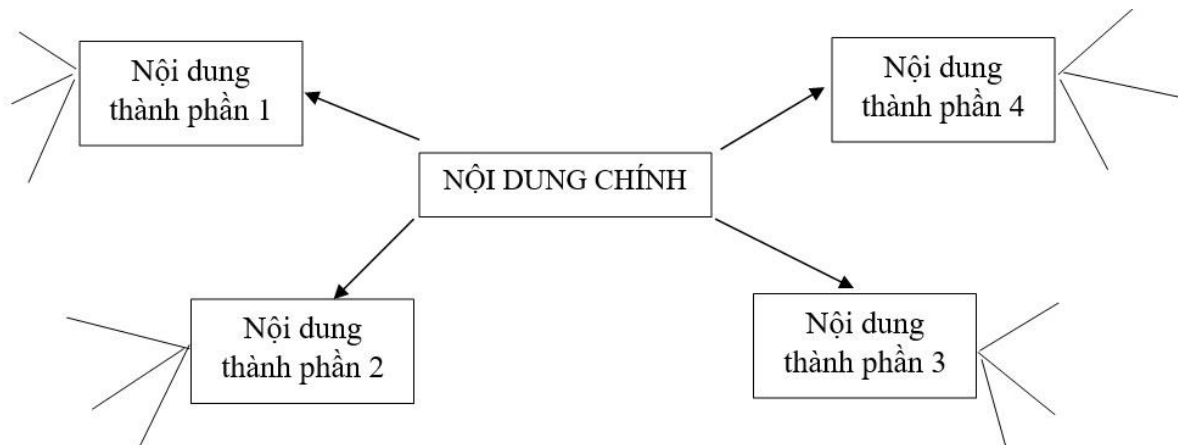 Nội dung
thành phần 1
Nội dung
thành phần 4
NỘI DUNG CHÍNH
Nội dung
thành phần 2
Nội dung
thành phần 3